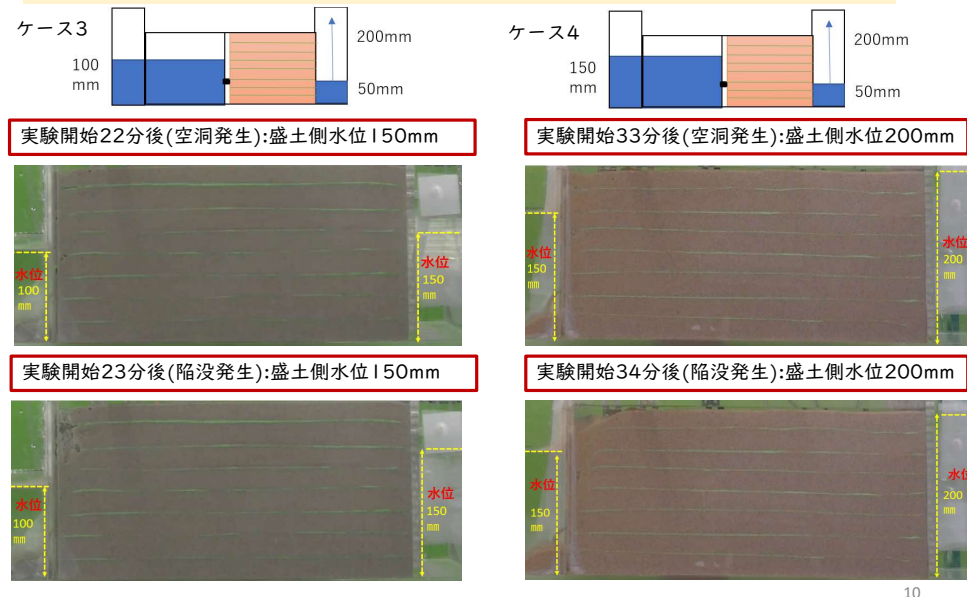 ケース3
200mm
100
mm
50mm
実験開始22分後(空洞発生):盛土側水位150mm
水位
100
㎜
水位
150
㎜
実験開始23分後(陥没発生):盛土側水位150mm
水位
100
㎜
水位
150
㎜
ケース4
200mm
150
mm
50mm
実験開始33分後(空洞発生):盛土側水位200mm
水位
150
㎜
水位
200
㎜
実験開始34分後(陥没発生):盛土側水位200mm
水位
150
㎜
水位
200
㎜
10